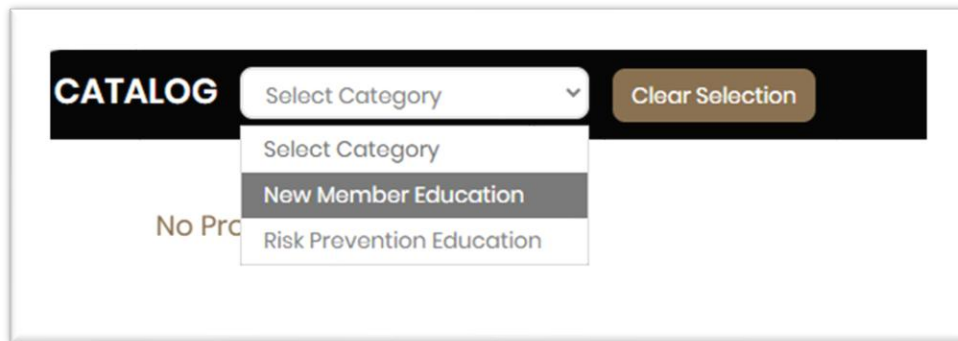 CATALOG Select Category Clear Selection
Select Category
New Member Education
No
Risk Prevention Education